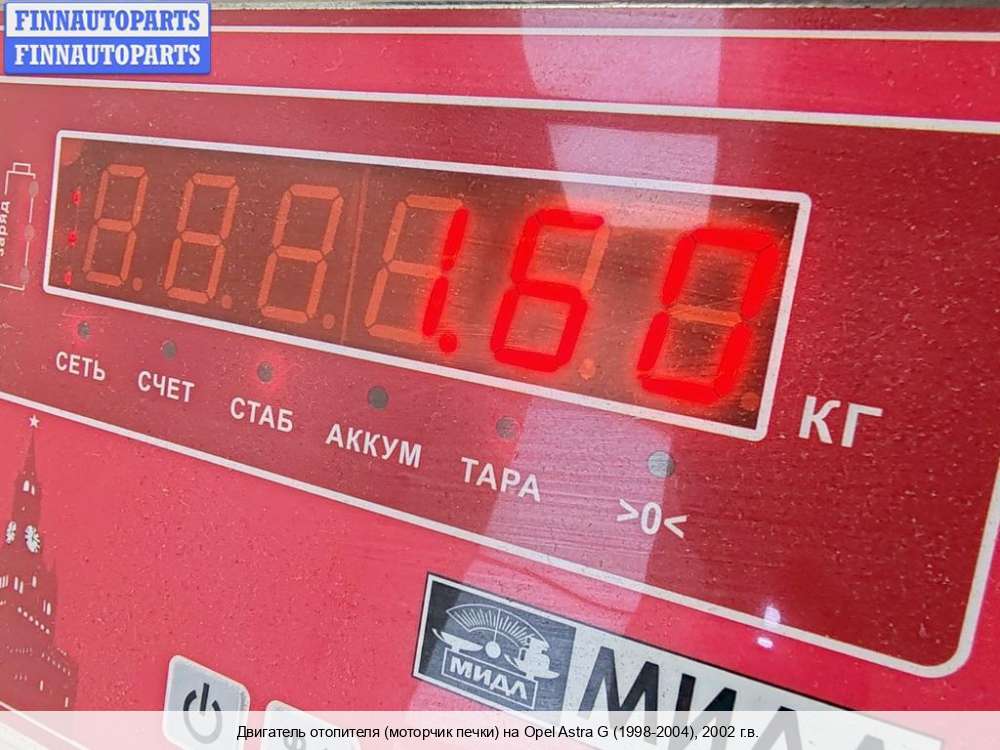 FINNAUTOPARTS
FINNAUTOPARTS
заряд
1.60
КГ
СЕТЬ
СЧЕТ
СТАБ
АККУМ
ТАРА
>0<
МИДЛ
Двигатель отопителя (моторчик печки) на Opel Astra G (1998-2004), 2002 г.в.